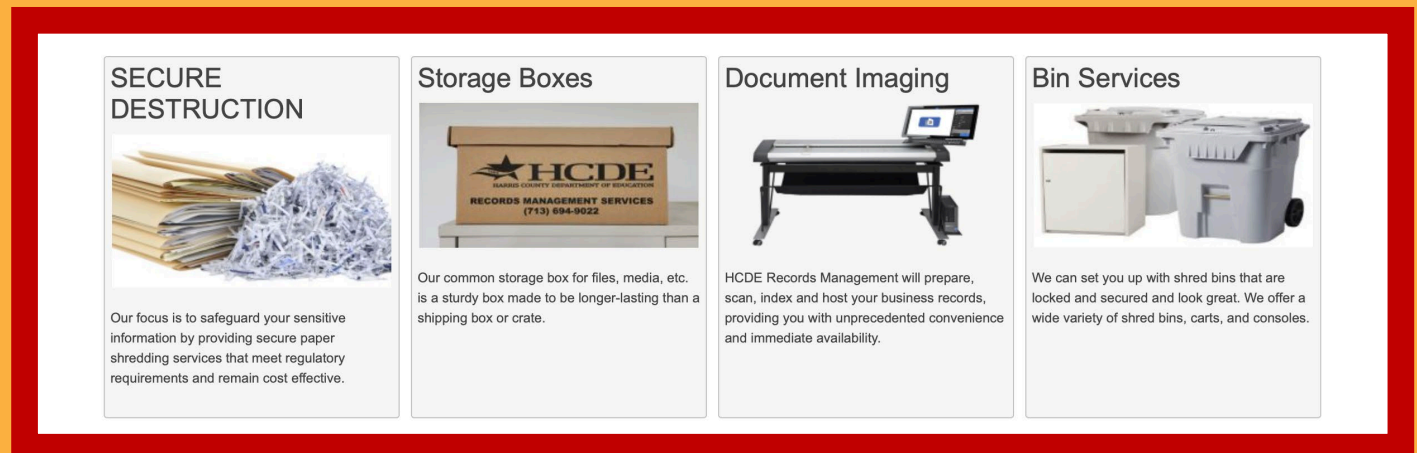 SECURE
DESTRUCTION
Our focus is to safeguard your sensitive
information by providing secure paper
shredding services that meet regulatory
requirements and remain cost effective.
Storage Boxes
HCDE
HARRIS COUNTY DEPARTMENT OF EDUCATION
RECORDS MANAGEMENT SERVICES
(713) 694-9022
Our common storage box for files, media, etc.
is a sturdy box made to be longer-lasting than a
shipping box or crate.
Document Imaging
HCDE Records Management will prepare,
scan, index and host your business records,
providing you with unprecedented convenience
and immediate availability.
Bin Services
We can set you up with shred bins that are
locked and secured and look great. We offer a
wide variety of shred bins, carts, and consoles.